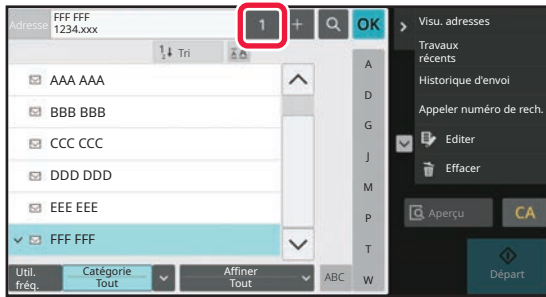 Adresse
FFF FFF
1234.xxx
1
+
OK
Tri
AAA AAA
BBB BBB
CCC CCC
DDD DDD
EEE EEE
FFF FFF
A
D
G
J
M
P
T
W
Util.
fréq.
Catégorie
Tout
Affiner
Tout
ABC
Visu. adresses
Travaux
récents
Historique d'envoi
Appeler numéro de rech.
Editer
Effacer
Aperçu
CA
Départ